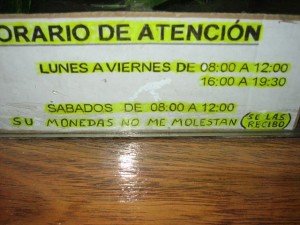 ORARIO DE ATENCIÓN
LUNES A VIERNES DE 08:00 A 12:00
16:00 A 19:30
SABADOS DE 08:00 A 12:00
SU MONEDAS NO ME MOLESTAN (SE LAS
RECIBO)